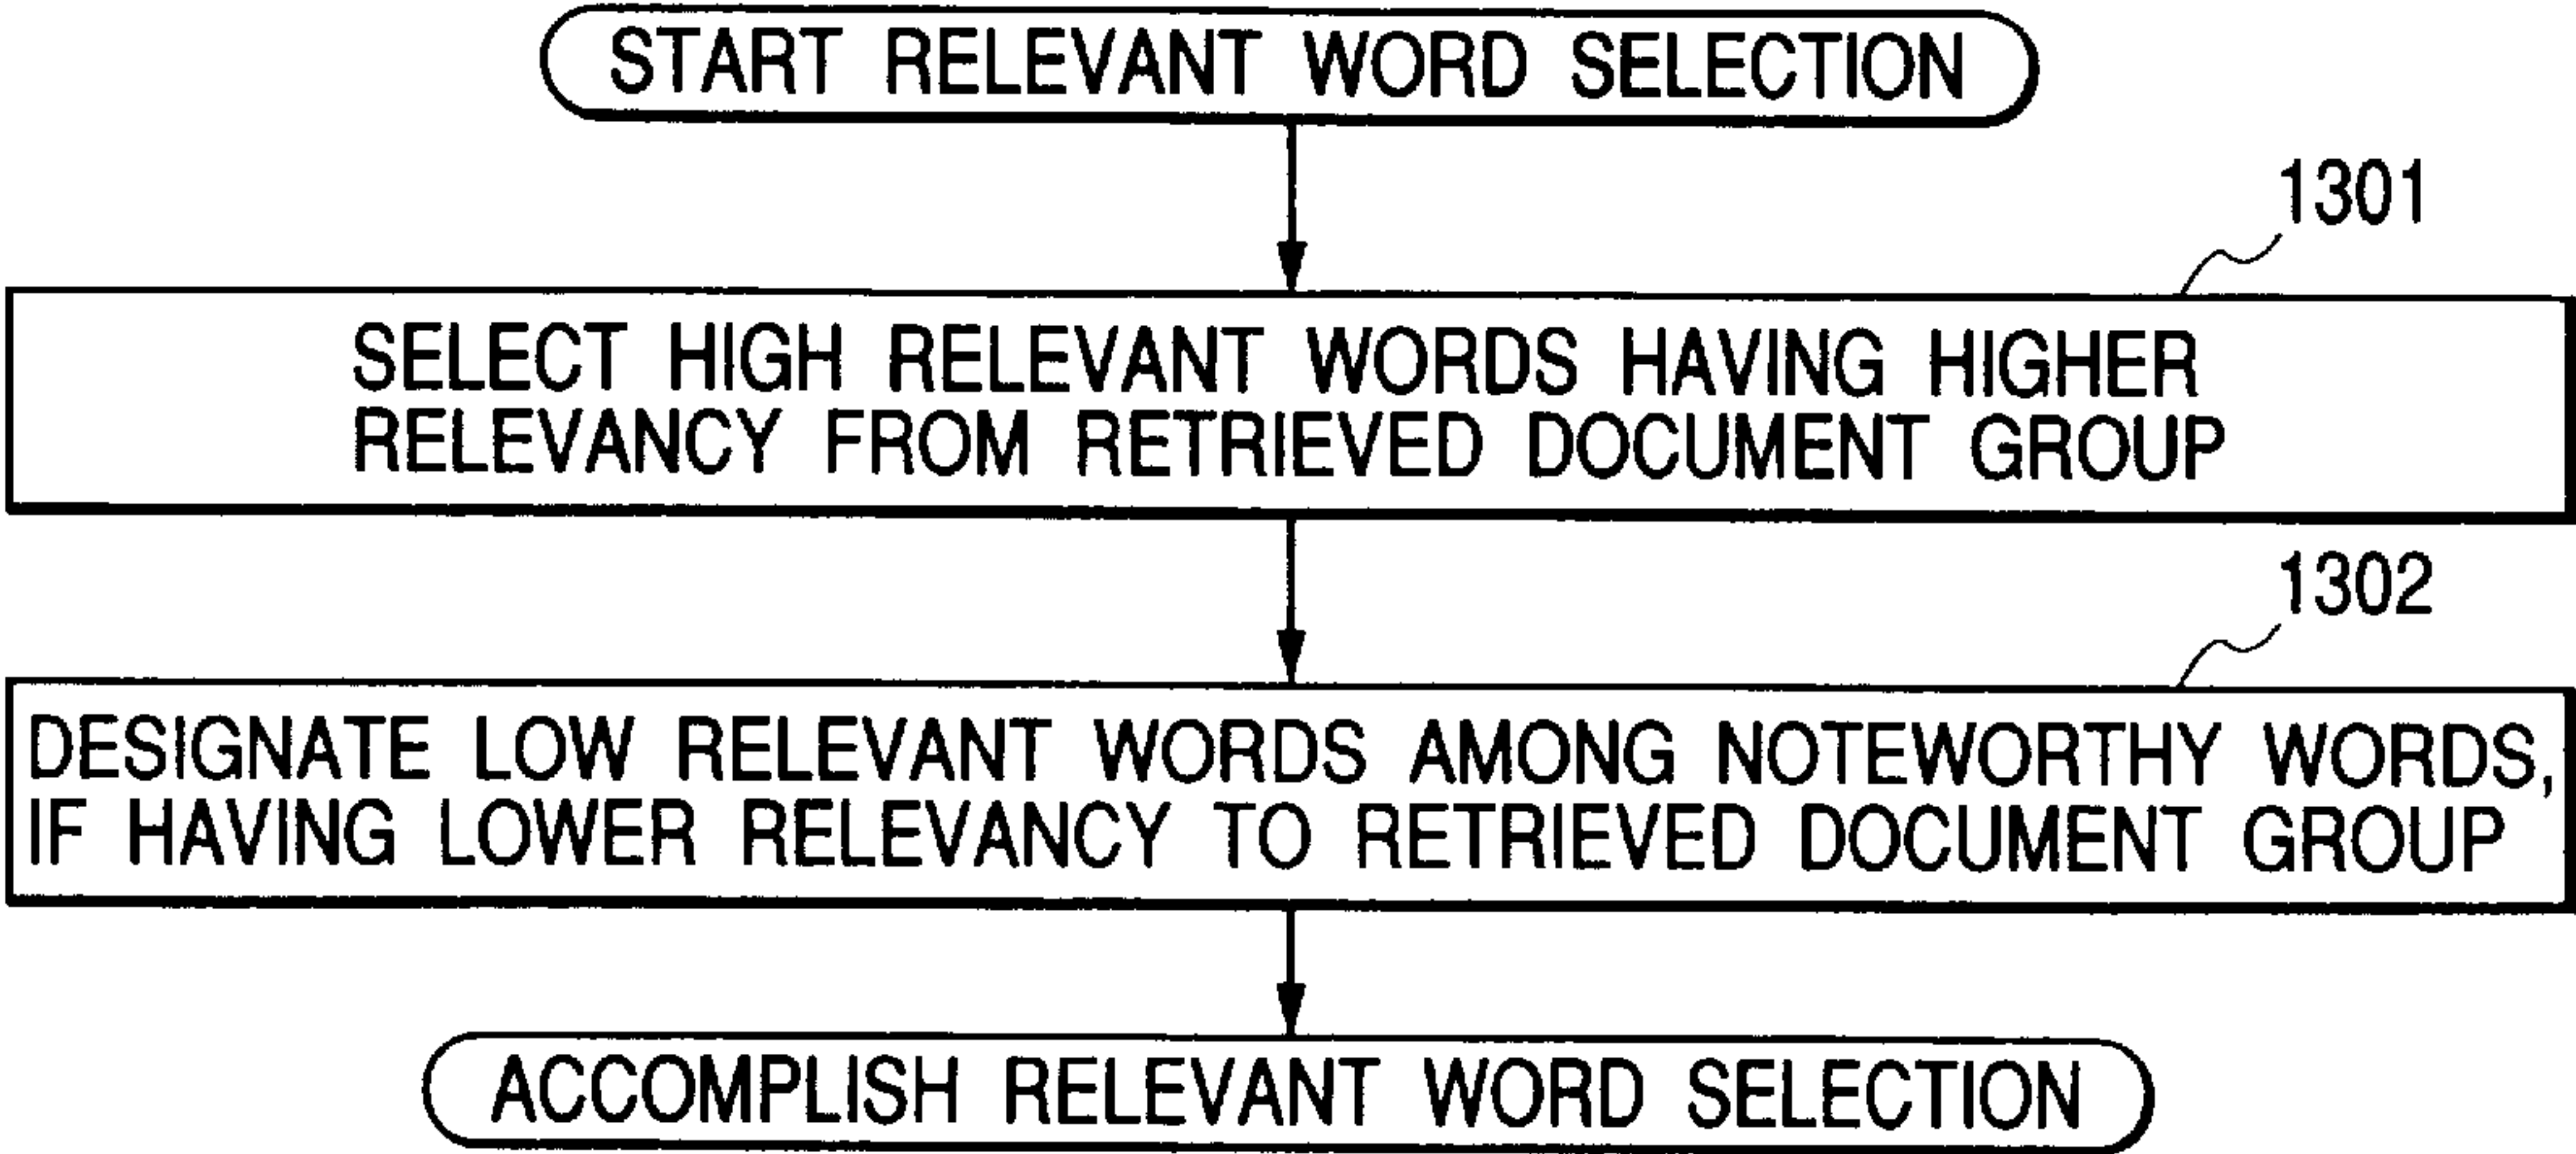 START RELEVANT WORD SELECTION
1301
SELECT HIGH RELEVANT WORDS HAVING HIGHER
RELEVANCY FROM RETRIEVED DOCUMENT GROUP
1302
DESIGNATE LOW RELEVANT WORDS AMONG NOTEWORTHY WORDS,
IF HAVING LOWER RELEVANCY TO RETRIEVED DOCUMENT GROUP
ACCOMPLISH RELEVANT WORD SELECTION